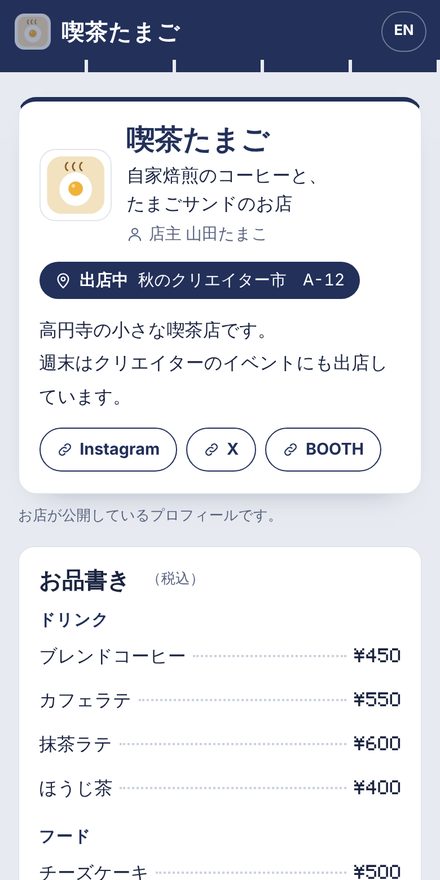 喫茶たまご
EN
喫茶たまご
自家焙煎のコーヒーと、
たまごサンドのお店
店主 山田たまこ
出店中 秋のクリエイター市 A-12
高円寺の小さな喫茶店です。
週末はクリエイターのイベントにも出店し
ています。
Instagram X BOOTH
お店が公開しているプロフィールです。
お品書き （税込）
ドリンク
ブレンドコーヒー ¥450
カフェラテ ¥550
抹茶ラテ ¥600
ほうじ茶 ¥400
フード
チーズケーキ ¥500